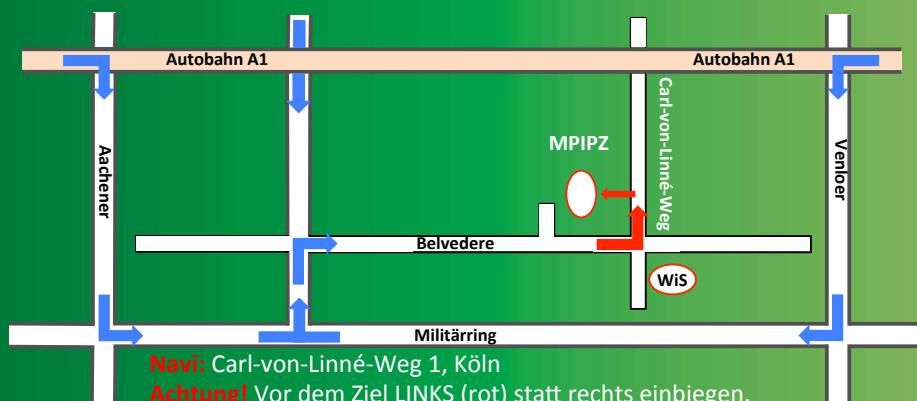 Autobahn A1
Autobahn A1
Aachener
Carl-von-Linné-Weg
MPIPZ
Venloer
Belvedere
WiS
Militärring
Navi: Carl-von-Linné-Weg 1, Köln
Achtung! Vor dem Ziel LINKS (rot) statt rechts einbiegen.